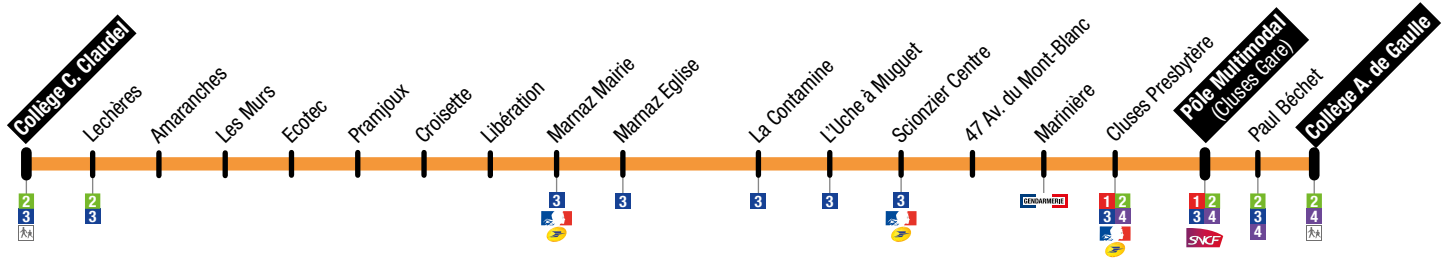 Collège C. Claudel
Lechères
Amaranches
Les Murs
Ecotec
Pramjoux
Croisette
Libération
Marnaz Mairie
Marnaz Eglise
La Contamine
L'Uche à Muguet
Scionzier Centre
47 Av. du Mont-Blanc
Marinière
Cluses Presbytère
Pôle Multimodal
(Cluses Gare)
Paul Béchet
Collège A. de Gaulle
2
3
2
3
3
3
3
3
3
GENDARMERIE
1 2
3 4
1 2
3 4
SNCF
2
3
4
2
4